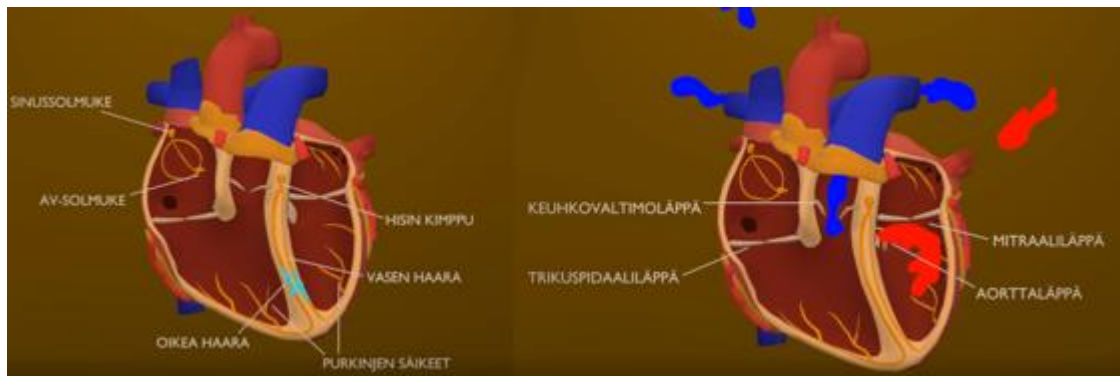 SINUSSOLMUKE
AV-SOLMUKE
HISIN KIMPPU
VASEN HAARA
OIKEA HAARA
PURKINJEN SÄIKEET
KEUHKOVALTIMOLÄPPÄ
MITRAALILÄPPÄ
TRIKUSPIDAALILÄPPÄ
AORTTALÄPPÄ